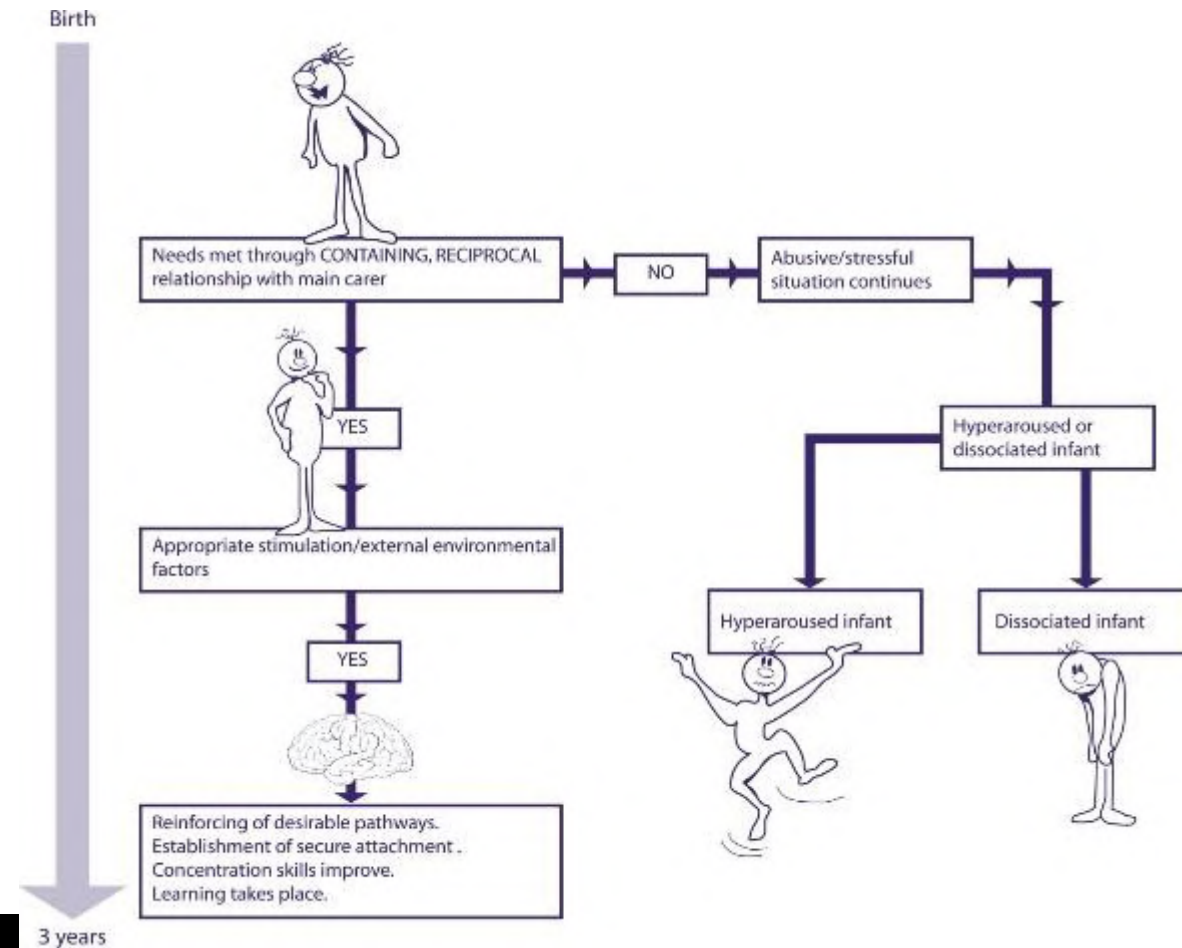 Birth
Needs met through CONTAINING, RECIPROCAL
relationship with main carer
NO
Abusive/stressful
situation continues
YES
Hyperaroused or
dissociated infant
Appropriate stimulation/external environmental
factors
Hyperaroused infant
Dissociated infant
YES
Reinforcing of desirable pathways.
Establishment of secure attachment .
Concentration skills improve.
Learning takes place.
3 years